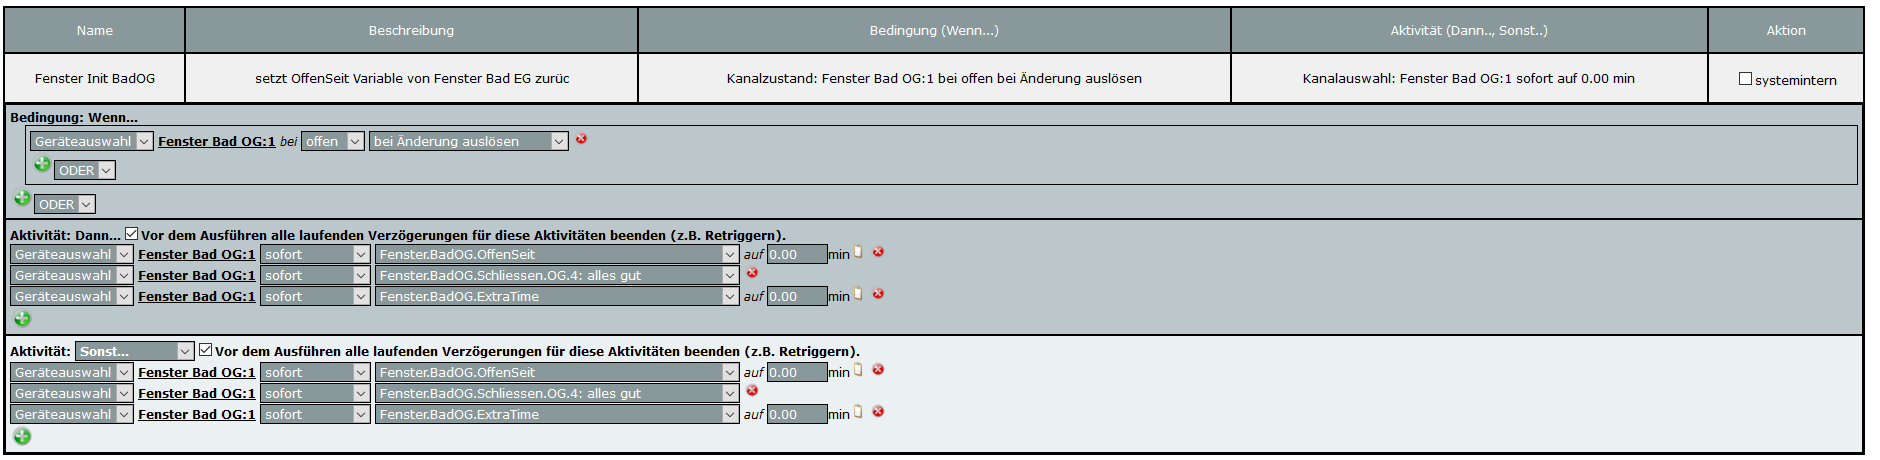 Name Beschreibung Bedingung (Wenn...) Aktivität (Dann.., Sonst..) Aktion
Fenster Init BadOG setzt OffenSeit Variable von Fenster Bad EG zurüc Kanalzustand: Fenster Bad OG:1 bei offen bei Änderung auslösen Kanalauswahl: Fenster Bad OG:1 sofort auf 0.00 min systemintern
Bedingung: Wenn...
Geräteauswahl Fenster Bad OG:1 bei offen bei Änderung auslösen
ODER
ODER
Aktivität: Dann... Vor dem Ausführen alle laufenden Verzögerungen für diese Aktivitäten beenden (z.B. Retriggern).
Geräteauswahl Fenster Bad OG:1 sofort Fenster.BadOG.OffenSeit auf 0.00 min
Geräteauswahl Fenster Bad OG:1 sofort Fenster.BadOG.Schliessen.OG.4: alles gut
Geräteauswahl Fenster Bad OG:1 sofort Fenster.BadOG.ExtraTime auf 0.00 min
Aktivität: Sonst... Vor dem Ausführen alle laufenden Verzögerungen für diese Aktivitäten beenden (z.B. Retriggern).
Geräteauswahl Fenster Bad OG:1 sofort Fenster.BadOG.OffenSeit auf 0.00 min
Geräteauswahl Fenster Bad OG:1 sofort Fenster.BadOG.Schliessen.OG.4: alles gut
Geräteauswahl Fenster Bad OG:1 sofort Fenster.BadOG.ExtraTime auf 0.00 min